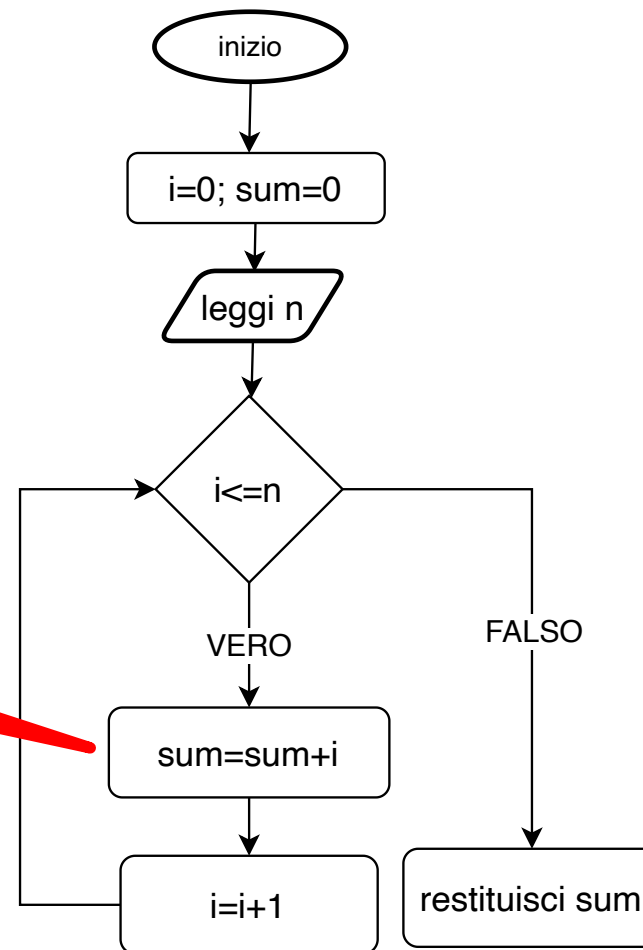 inizio
i=0; sum=0
leggi n
i<=n
VERO
FALSO
sum=sum+i
i=i+1
restituisci sum